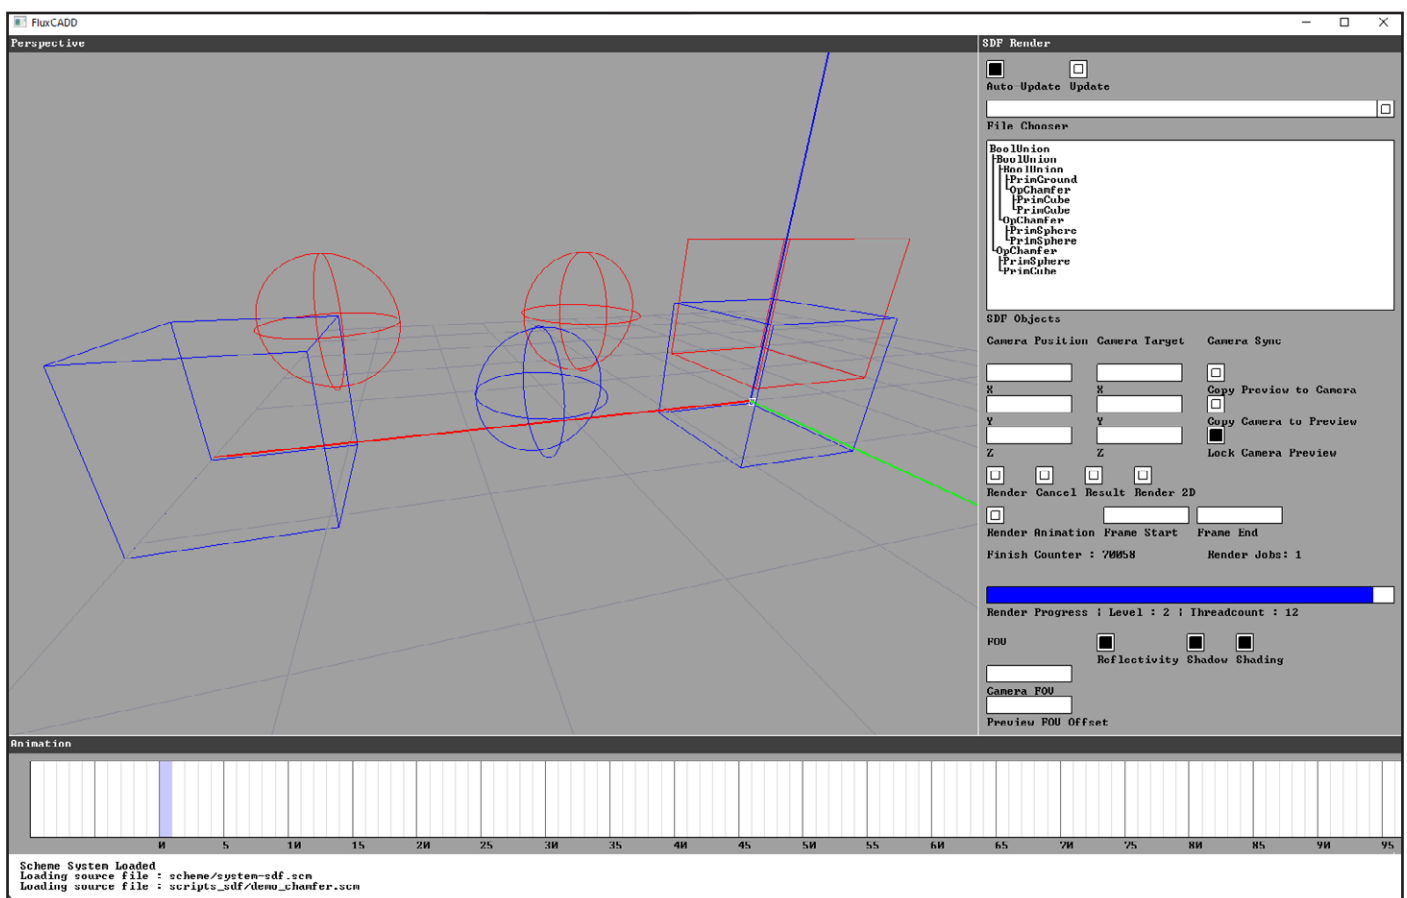 FluxCADD
Perspective
SDF Render
Auto-Update Update
File Chooser
BoolUnion
BoolUnion
BoolUnion
PrimGround
OpChamfer
PrimCube
PrimCube
OpChamfer
PrimSphere
PrimSphere
OpChamfer
PrimSphere
PrimCube
SDF Objects
Camera Position Camera Target Camera Sync
X X Copy Preview to Camera
Y Y Copy Camera to Preview
Z Z Lock Camera Preview
Render Cancel Result Render 2D
Render Animation Frame Start Frame End
Finish Counter : 70058 Render Jobs: 1
Render Progress | Level : 2 | Threadcount : 12
FOV
Reflectivity Shadow Shading
Camera FOV
Preview FOV Offset
Animation
0 5 10 15 20 25 30 35 40 45 50 55 60 65 70 75 80 85 90 95
Scheme System Loaded
Loading source file : scheme/system-sdf.scm
Loading source file : scripts_sdf/demo_chamfer.scm